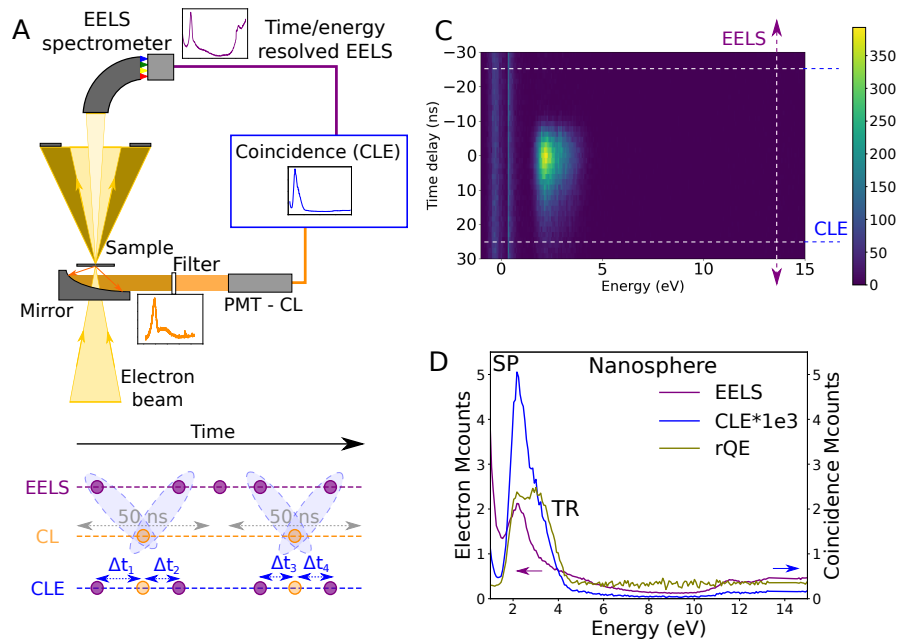 A
EELS
spectrometer
Time/energy
resolved EELS
Coincidence (CLE)
Sample
Filter
Mirror
PMT - CL
Electron
beam
Time
EELS
50 ns
50 ns
CL
Δt₁
Δt₂
Δt₃
Δt₄
CLE
C
EELS
−30
−20
−10
0
10
20
30
Time delay (ns)
CLE
0
5
10
15
Energy (eV)
350
300
250
200
150
100
50
0
D
SP
Nanosphere
EELS
CLE*1e3
rQE
TR
5
4
3
2
1
0
Electron Mcounts
5
4
3
2
1
0
Coincidence Mcounts
2
4
6
8
10
12
14
Energy (eV)